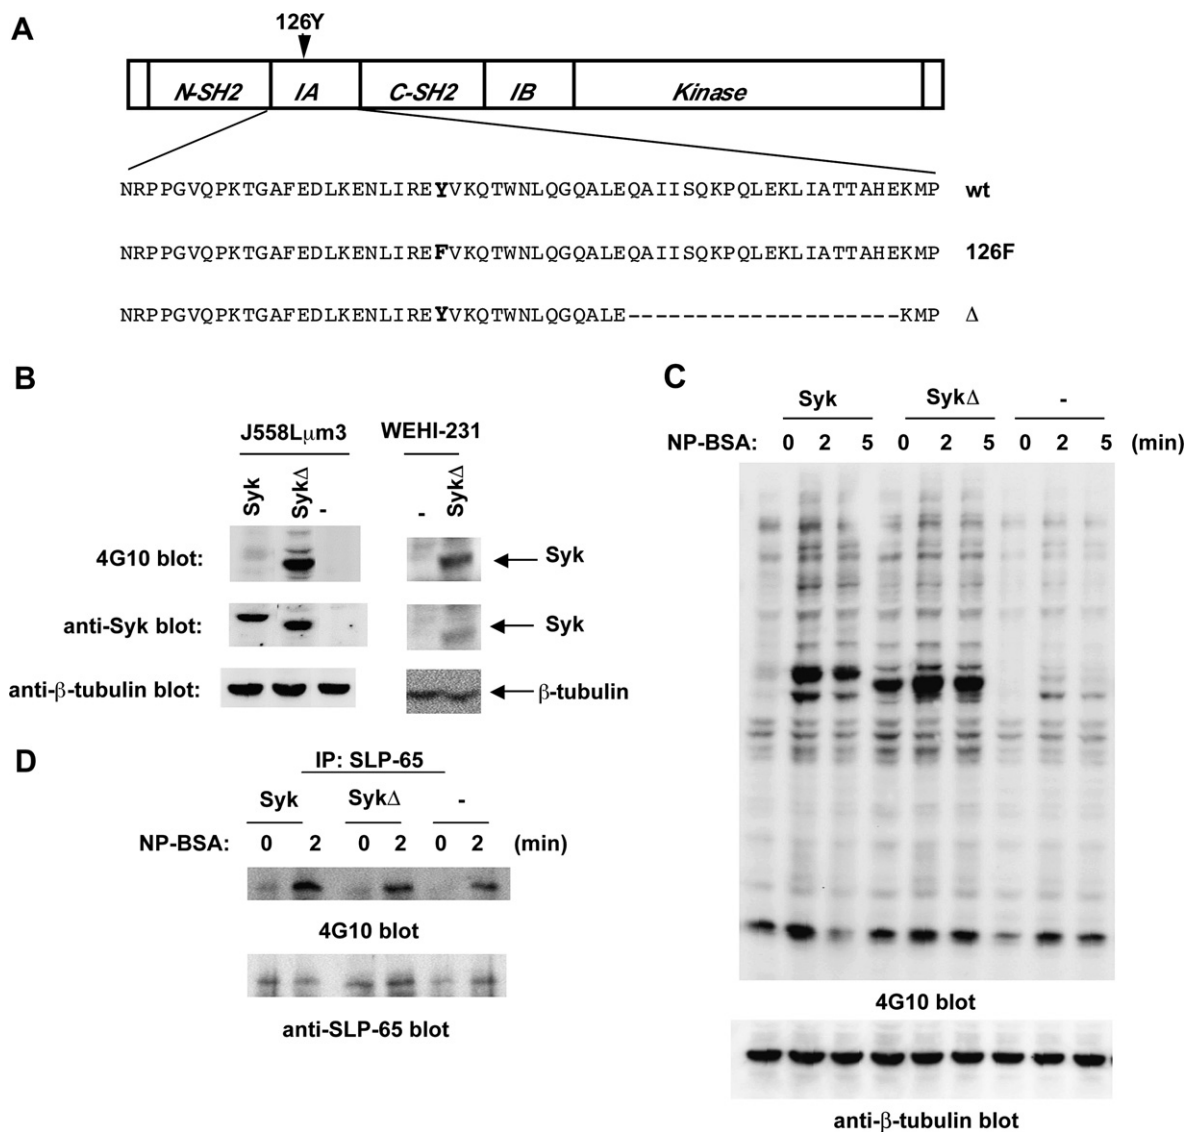 A
126Y
N-SH2 IA C-SH2 IB Kinase
NRPPGVQPKTGAFEDLKENLIREYVKQTWNLQGQALEQAIISQKPQLEKLIATTAHEKMP wt
NRPPGVQPKTGAFEDLKENLIREFVKQTWNLQGQALEQAIISQKPQLEKLIATTAHEKMP 126F
NRPPGVQPKTGAFEDLKENLIREYVKQTWNLQGQALE--------------------KMP Δ
B
J558Lμm3 WEHI-231
Syk SykΔ - - SykΔ
4G10 blot: Syk
anti-Syk blot: Syk
anti-β-tubulin blot: β-tubulin
C
Syk SykΔ -
NP-BSA: 0 2 5 0 2 5 0 2 5 (min)
4G10 blot
anti-β-tubulin blot
D
IP: SLP-65
Syk SykΔ -
NP-BSA: 0 2 0 2 0 2 (min)
4G10 blot
anti-SLP-65 blot